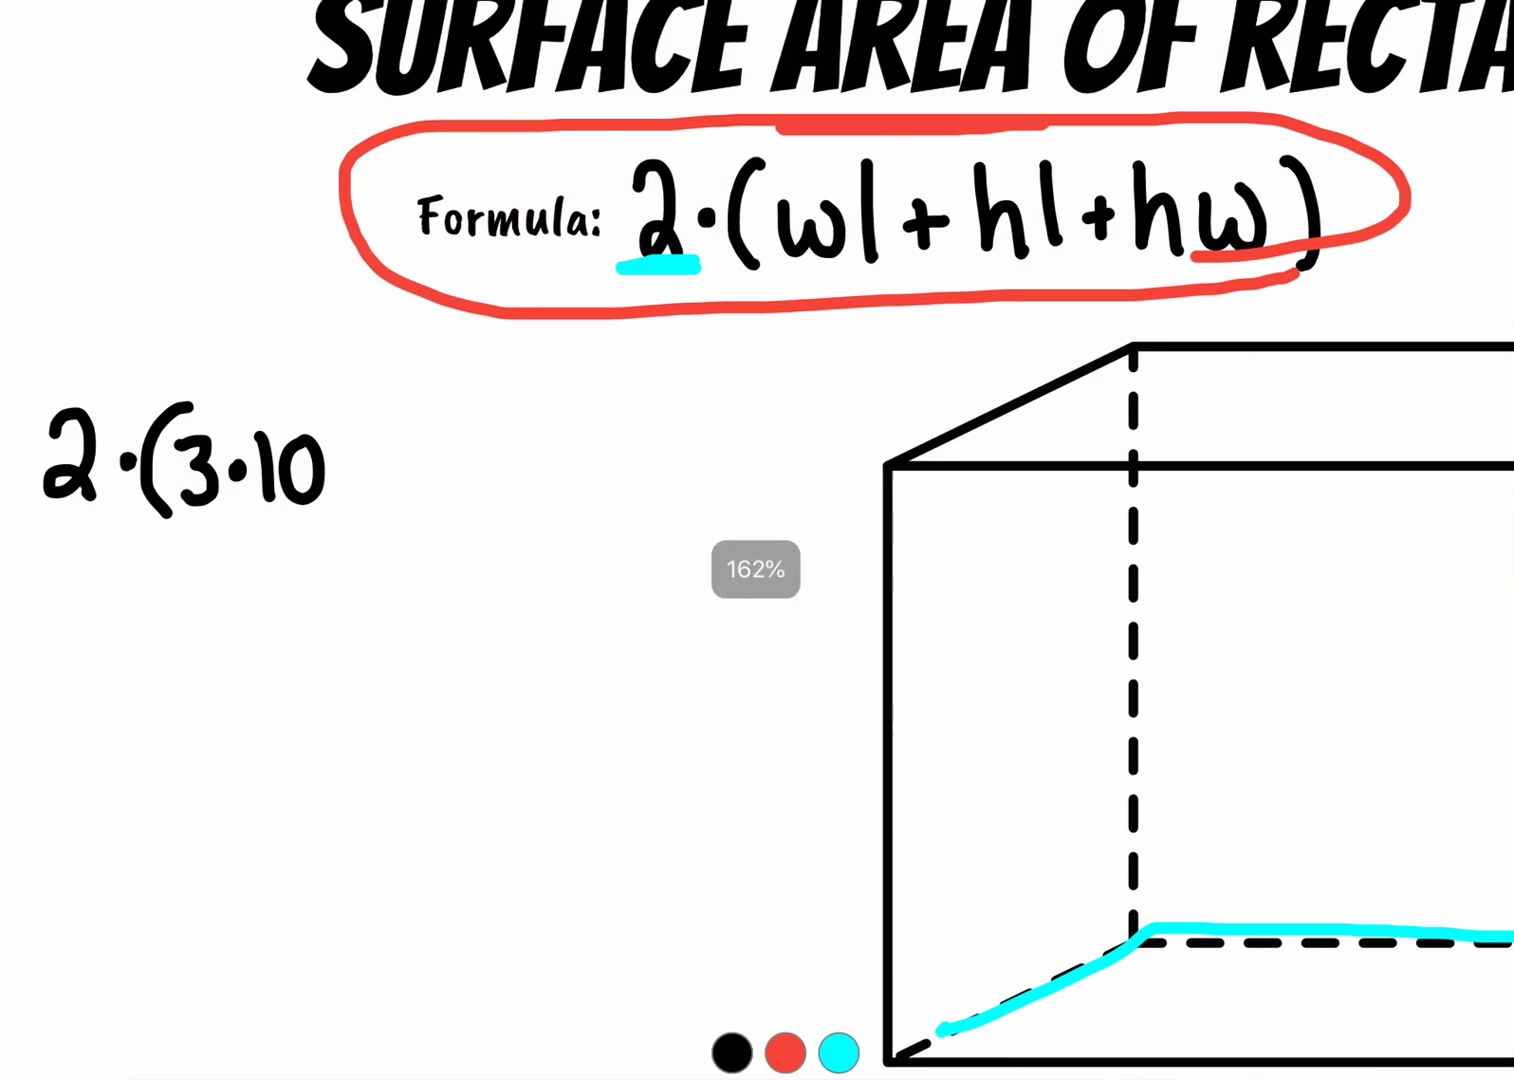 SURFACE AREA OF RECTA
Formula: 2·(wl+hl+hw)
2·(3·10
162%